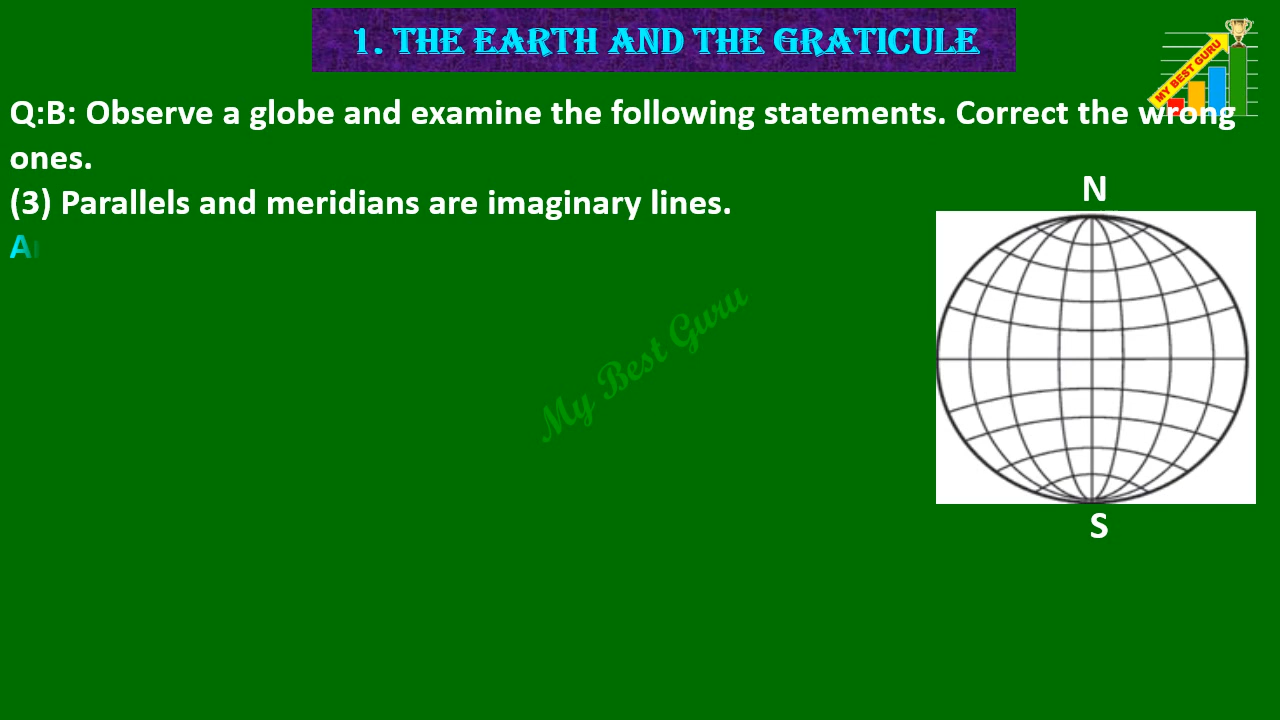 1. THE EARTH AND THE GRATICULE
MY BEST GURU
Q:B: Observe a globe and examine the following statements. Correct the wrong
ones.
(3) Parallels and meridians are imaginary lines.
A
N
My Best Guru
S